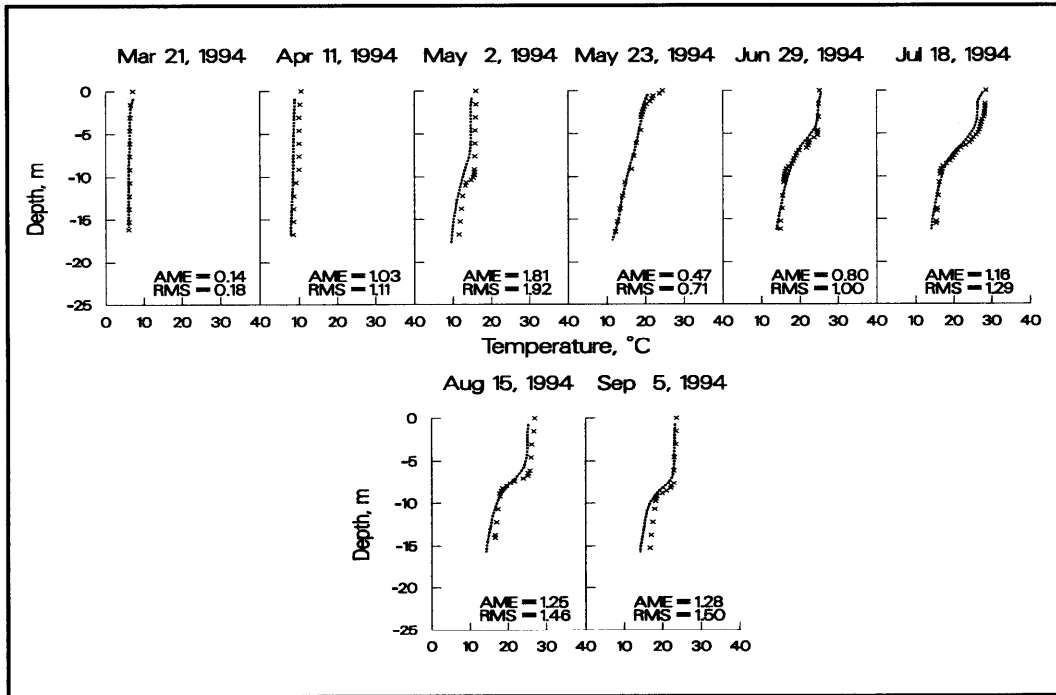 Mar 21, 1994 Apr 11, 1994 May 2, 1994 May 23, 1994 Jun 29, 1994 Jul 18, 1994
0
-5
-10
-15
-20
-25
Depth, m
AME = 0.14
RMS = 0.18
AME = 1.03
RMS = 1.11
AME = 1.81
RMS = 1.92
AME = 0.47
RMS = 0.71
AME = 0.80
RMS = 1.00
AME = 1.16
RMS = 1.29
0 10 20 30 0 10 20 30 0 10 20 30 0 10 20 30 0 10 20 30 0 10 20 30 40
Temperature, °C
Aug 15, 1994 Sep 5, 1994
0
-5
-10
-15
-20
-25
Depth, m
AME = 1.25
RMS = 1.46
AME = 1.28
RMS = 1.50
0 10 20 30 0 10 20 30 40